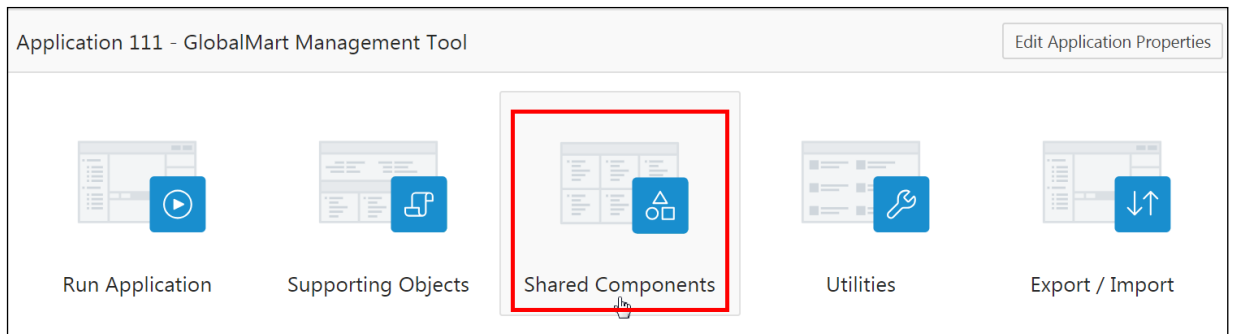 Application 111 - GlobalMart Management Tool
Edit Application Properties
Run Application
Supporting Objects
Shared Components
Utilities
Export / Import